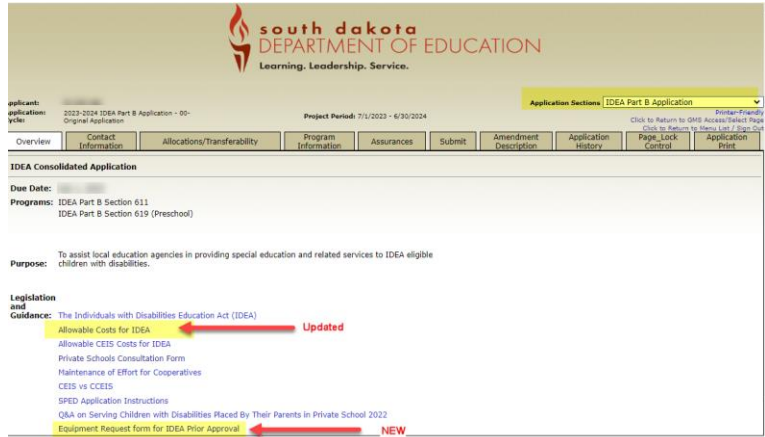 south dakota
DEPARTMENT OF EDUCATION
Learning. Leadership. Service.
Applicant:
Application Sections IDEA Part B Application
Application: 2023-2024 IDEA Part B Application - 00-
Cycle: Original Application
Project Period: 7/1/2023 - 6/30/2024
Printer-Friendly
Click to Return to GMS Access/Select Page
Click to Return to Menu List / Sign Out
Overview
Contact Information
Allocations/Transferability
Program Information
Assurances
Submit
Amendment Description
Application History
Page_Lock Control
Application Print
IDEA Consolidated Application
Due Date:
Programs: IDEA Part B Section 611
IDEA Part B Section 619 (Preschool)
To assist local education agencies in providing special education and related services to IDEA eligible
Purpose: children with disabilities.
Legislation
and
Guidance: The Individuals with Disabilities Education Act (IDEA)
Allowable Costs for IDEA Updated
Allowable CEIS Costs for IDEA
Private Schools Consultation Form
Maintenance of Effort for Cooperatives
CEIS vs CCEIS
SPED Application Instructions
Q&A on Serving Children with Disabilities Placed By Their Parents in Private School 2022
Equipment Request form for IDEA Prior Approval NEW